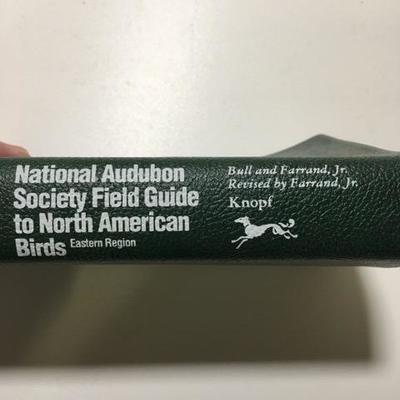 National Audubon
Society Field Guide
to North American
Birds Eastern Region
Bull and Farrand, Jr.
Revised by Farrand, Jr.
Knopf